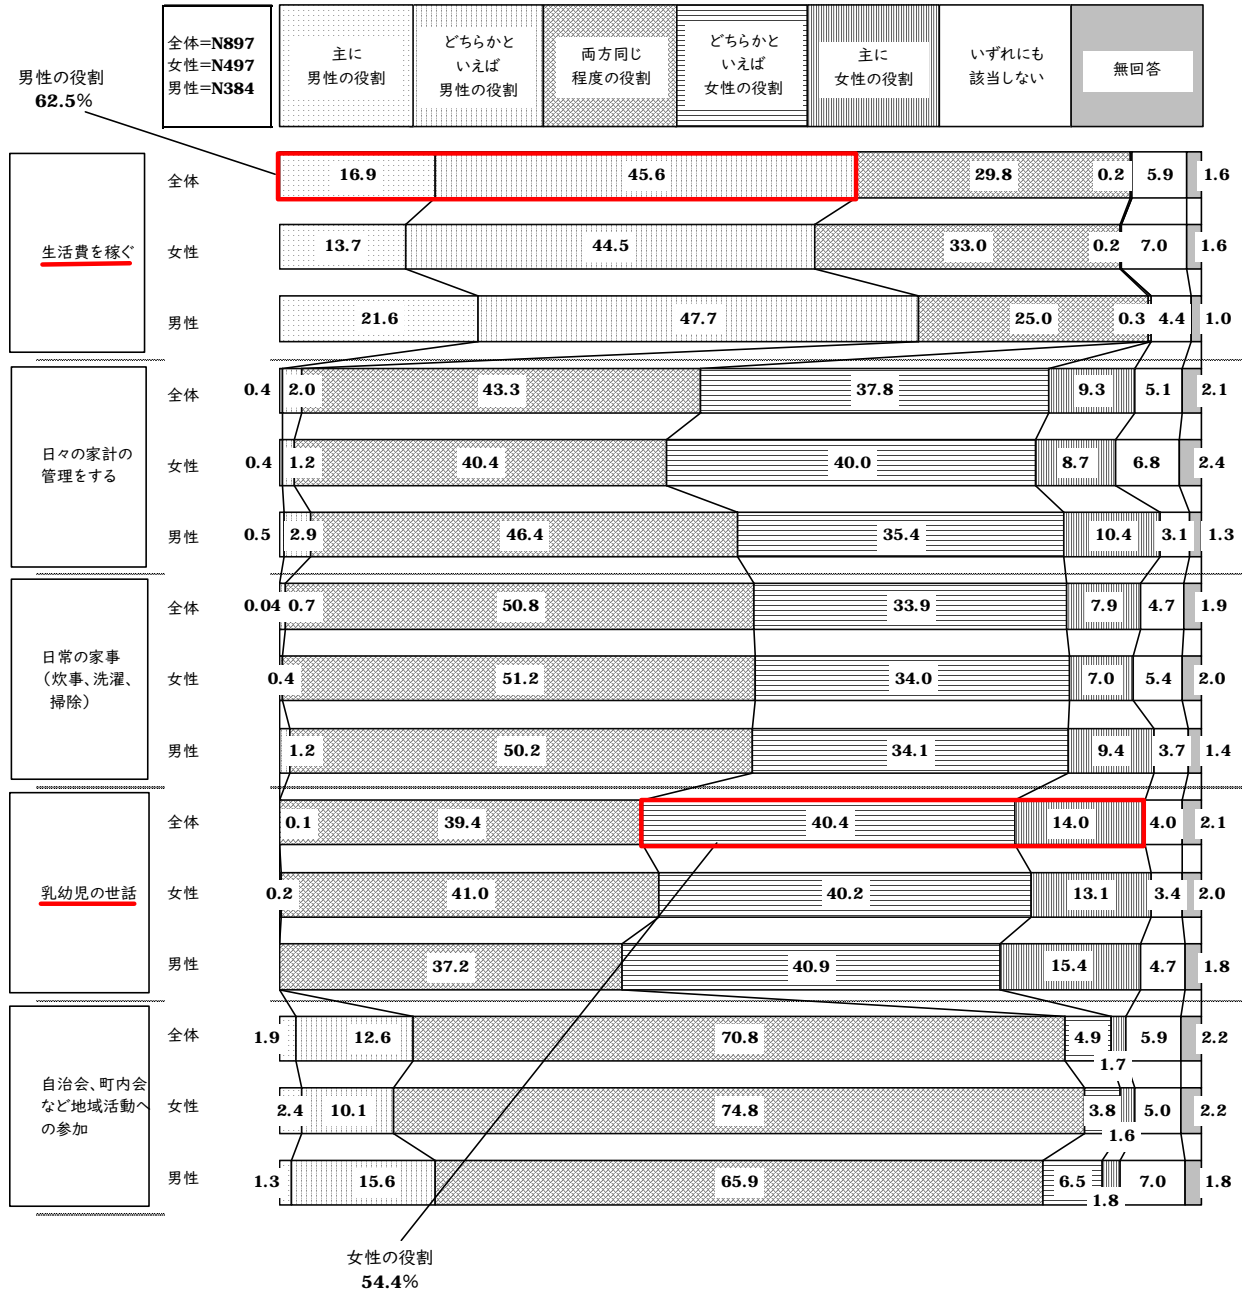 全体=N897
女性=N497
男性=N384
主に
男性の役割
どちらかと
いえば
男性の役割
両方同じ
程度の役割
どちらかと
いえば
女性の役割
主に
女性の役割
いずれにも
該当しない
無回答
男性の役割
62.5%
生活費を稼ぐ
全体 16.9 45.6 29.8 0.2 5.9 1.6
女性 13.7 44.5 33.0 0.2 7.0 1.6
男性 21.6 47.7 25.0 0.3 4.4 1.0
日々の家計の
管理をする
全体 0.4 2.0 43.3 37.8 9.3 5.1 2.1
女性 0.4 1.2 40.4 40.0 8.7 6.8 2.4
男性 0.5 2.9 46.4 35.4 10.4 3.1 1.3
日常の家事
(炊事、洗濯、
掃除)
全体 0.04 0.7 50.8 33.9 7.9 4.7 1.9
女性 0.4 51.2 34.0 7.0 5.4 2.0
男性 1.2 50.2 34.1 9.4 3.7 1.4
乳幼児の世話
全体 0.1 39.4 40.4 14.0 4.0 2.1
女性 0.2 41.0 40.2 13.1 3.4 2.0
男性 37.2 40.9 15.4 4.7 1.8
自治会、町内会
など地域活動へ
の参加
全体 1.9 12.6 70.8 4.9 1.7 5.9 2.2
女性 2.4 10.1 74.8 3.8 1.6 5.0 2.2
男性 1.3 15.6 65.9 6.5 1.8 7.0 1.8
女性の役割
54.4%